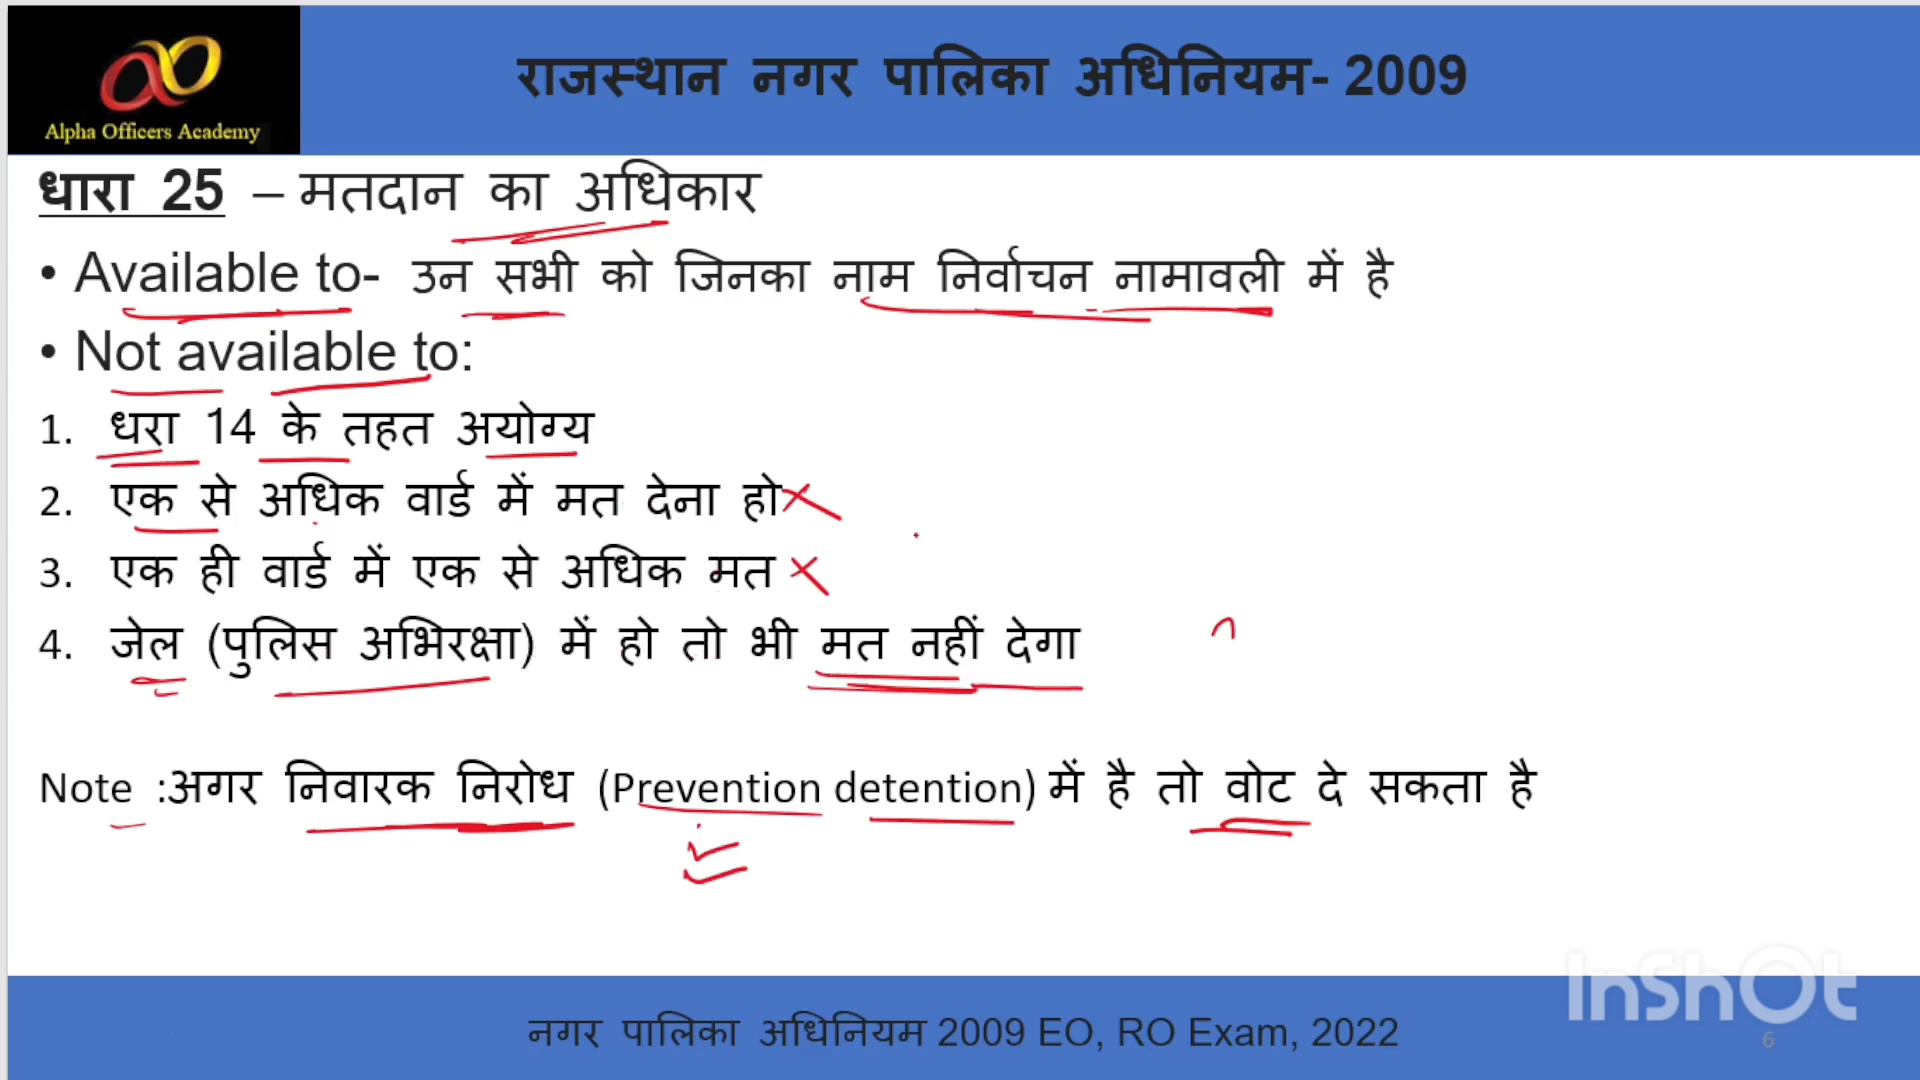 Alpha Officers Academy
राजस्थान नगर पालिका अधिनियम- 2009
धारा 25 – मतदान का अधिकार
• Available to- उन सभी को जिनका नाम निर्वाचन नामावली में है
• Not available to:
1. धरा 14 के तहत अयोग्य
2. एक से अधिक वार्ड में मत देना हो
3. एक ही वार्ड में एक से अधिक मत
4. जेल (पुलिस अभिरक्षा) में हो तो भी मत नहीं देगा
Note :अगर निवारक निरोध (Prevention detention) में है तो वोट दे सकता है
InShOt
नगर पालिका अधिनियम 2009 EO, RO Exam, 2022
6